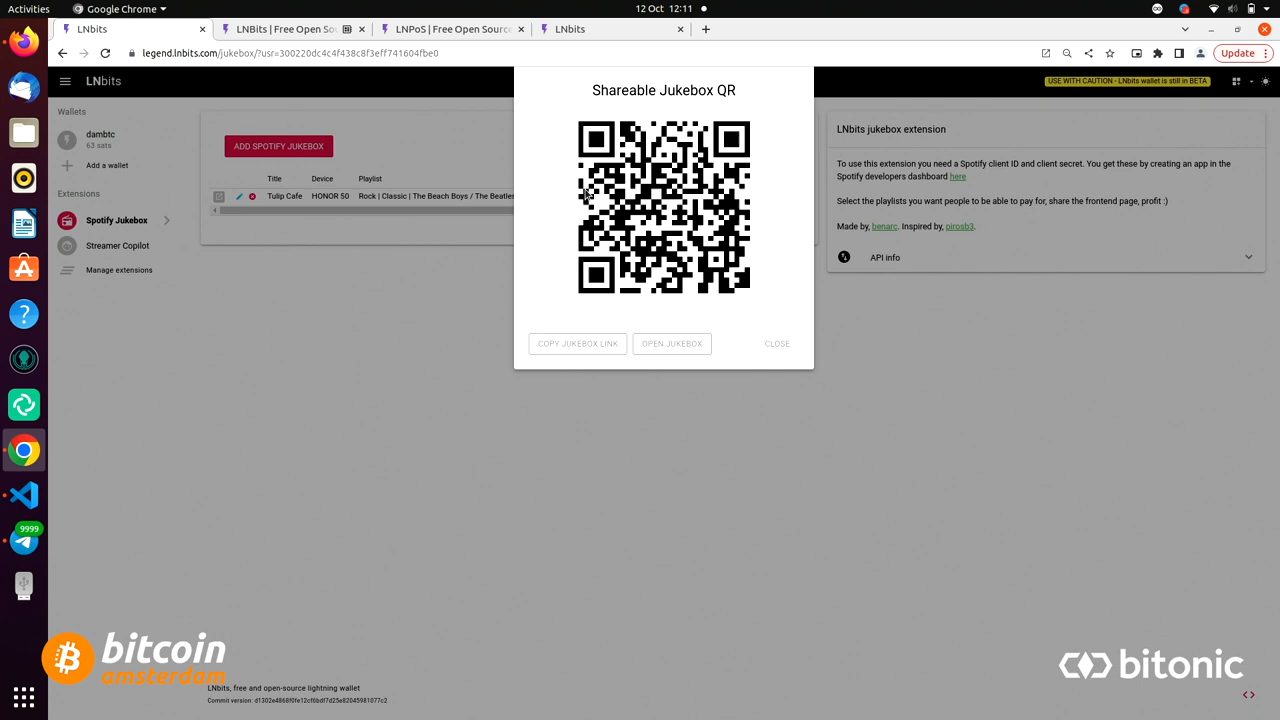 Activities
Google Chrome
12 Oct 12:11
LNbits
LNbits | Free Open So
LNPoS | Free Open Source
LNbits
legend.lnbits.com/jukebox/?usr=300220dc4c4f438c8f3eff741604fbe0
Update
LNbits
USE WITH CAUTION - LNbits wallet is still in BETA
Wallets
dambtc
63 sats
Add a wallet
Extensions
Spotify Jukebox
Streamer Copilot
Manage extensions
ADD SPOTIFY JUKEBOX
Title Device Playlist
Tulip Cafe HONOR 50 Rock | Classic | The Beach Boys / The Beatles
Shareable Jukebox QR
COPY JUKEBOX LINK
OPEN JUKEBOX
CLOSE
LNbits jukebox extension
To use this extension you need a Spotify client ID and client secret. You get these by creating an app in the
Spotify developers dashboard here
Select the playlists you want people to be able to pay for, share the frontend page, profit :)
Made by, benarc. Inspired by, pirosb3.
API info
9999
bitcoin
amsterdam
LNbits, free and open-source lightning wallet
Commit version: d1302e4868f0fe12cf6bdf7d25e82045981077c2
bitonic